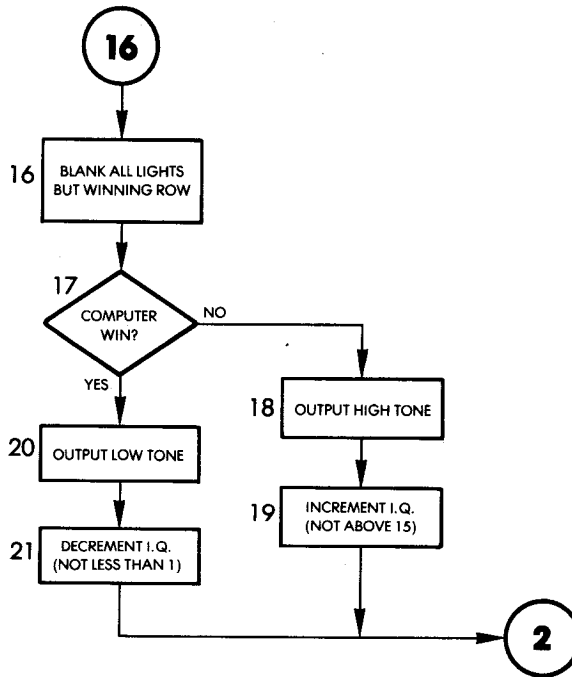 16
16
BLANK ALL LIGHTS
BUT WINNING ROW
17
COMPUTER
WIN?
NO
YES
18
OUTPUT HIGH TONE
20
OUTPUT LOW TONE
19
INCREMENT I.Q.
(NOT ABOVE 15)
21
DECREMENT I.Q.
(NOT LESS THAN 1)
2